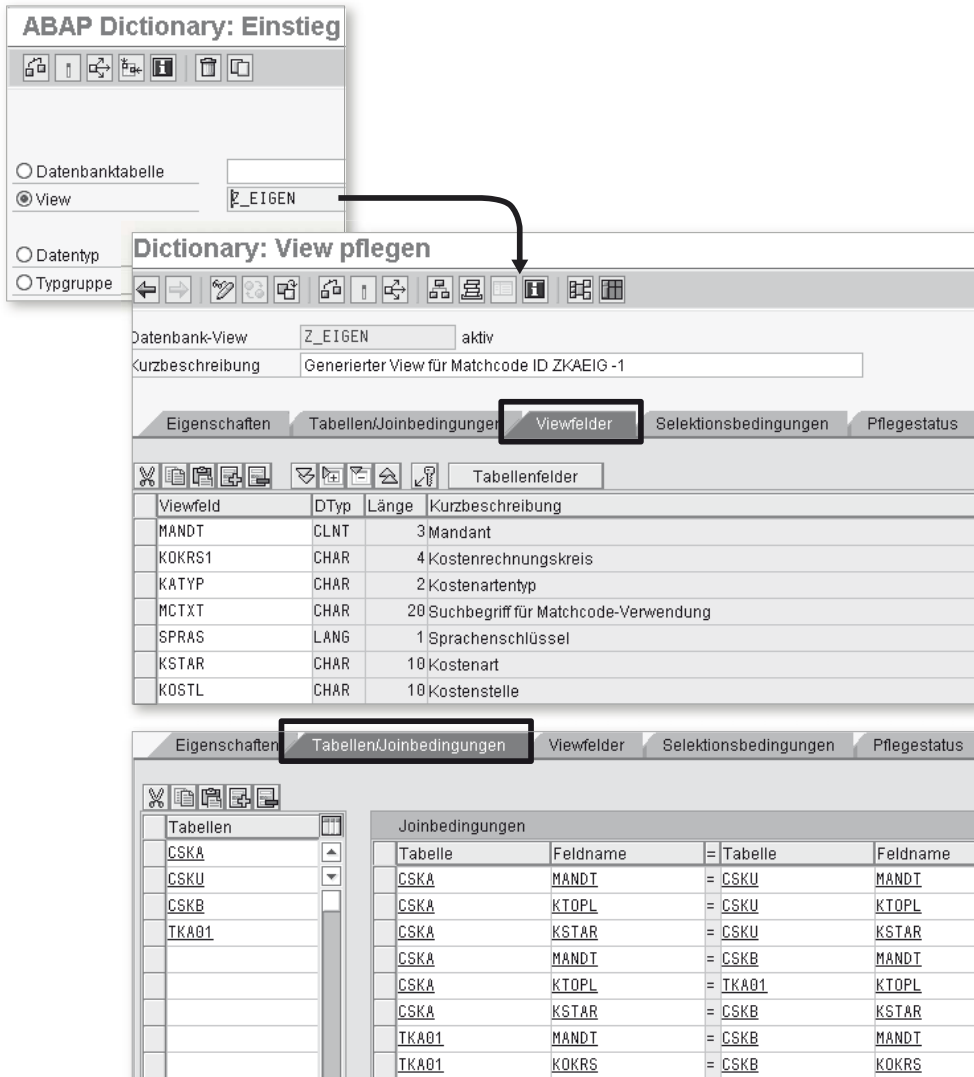 ABAP Dictionary: Einstieg
Datenbanktabelle
View Z_EIGEN
Datentyp
Typgruppe
Dictionary: View pflegen
Datenbank-View Z_EIGEN aktiv
Kurzbeschreibung Generierter View für Matchcode ID ZKAEIG -1
Eigenschaften Tabellen/Joinbedingungen Viewfelder Selektionsbedingungen Pflegestatus
Tabellenfelder
Viewfeld DTyp Länge Kurzbeschreibung
MANDT CLNT 3 Mandant
KOKRS1 CHAR 4 Kostenrechnungskreis
KATYP CHAR 2 Kostenartentyp
MCTXT CHAR 20 Suchbegriff für Matchcode-Verwendung
SPRAS LANG 1 Sprachenschlüssel
KSTAR CHAR 10 Kostenart
KOSTL CHAR 10 Kostenstelle
Eigenschaften Tabellen/Joinbedingungen Viewfelder Selektionsbedingungen Pflegestatus
Tabellen Joinbedingungen
CSKA Tabelle Feldname = Tabelle Feldname
CSKU CSKA MANDT = CSKU MANDT
CSKB CSKA KTOPL = CSKU KTOPL
TKA01 CSKA KSTAR = CSKU KSTAR
CSKA MANDT = CSKB MANDT
CSKA KTOPL = TKA01 KTOPL
CSKA KSTAR = CSKB KSTAR
TKA01 MANDT = CSKB MANDT
TKA01 KOKRS = CSKB KOKRS